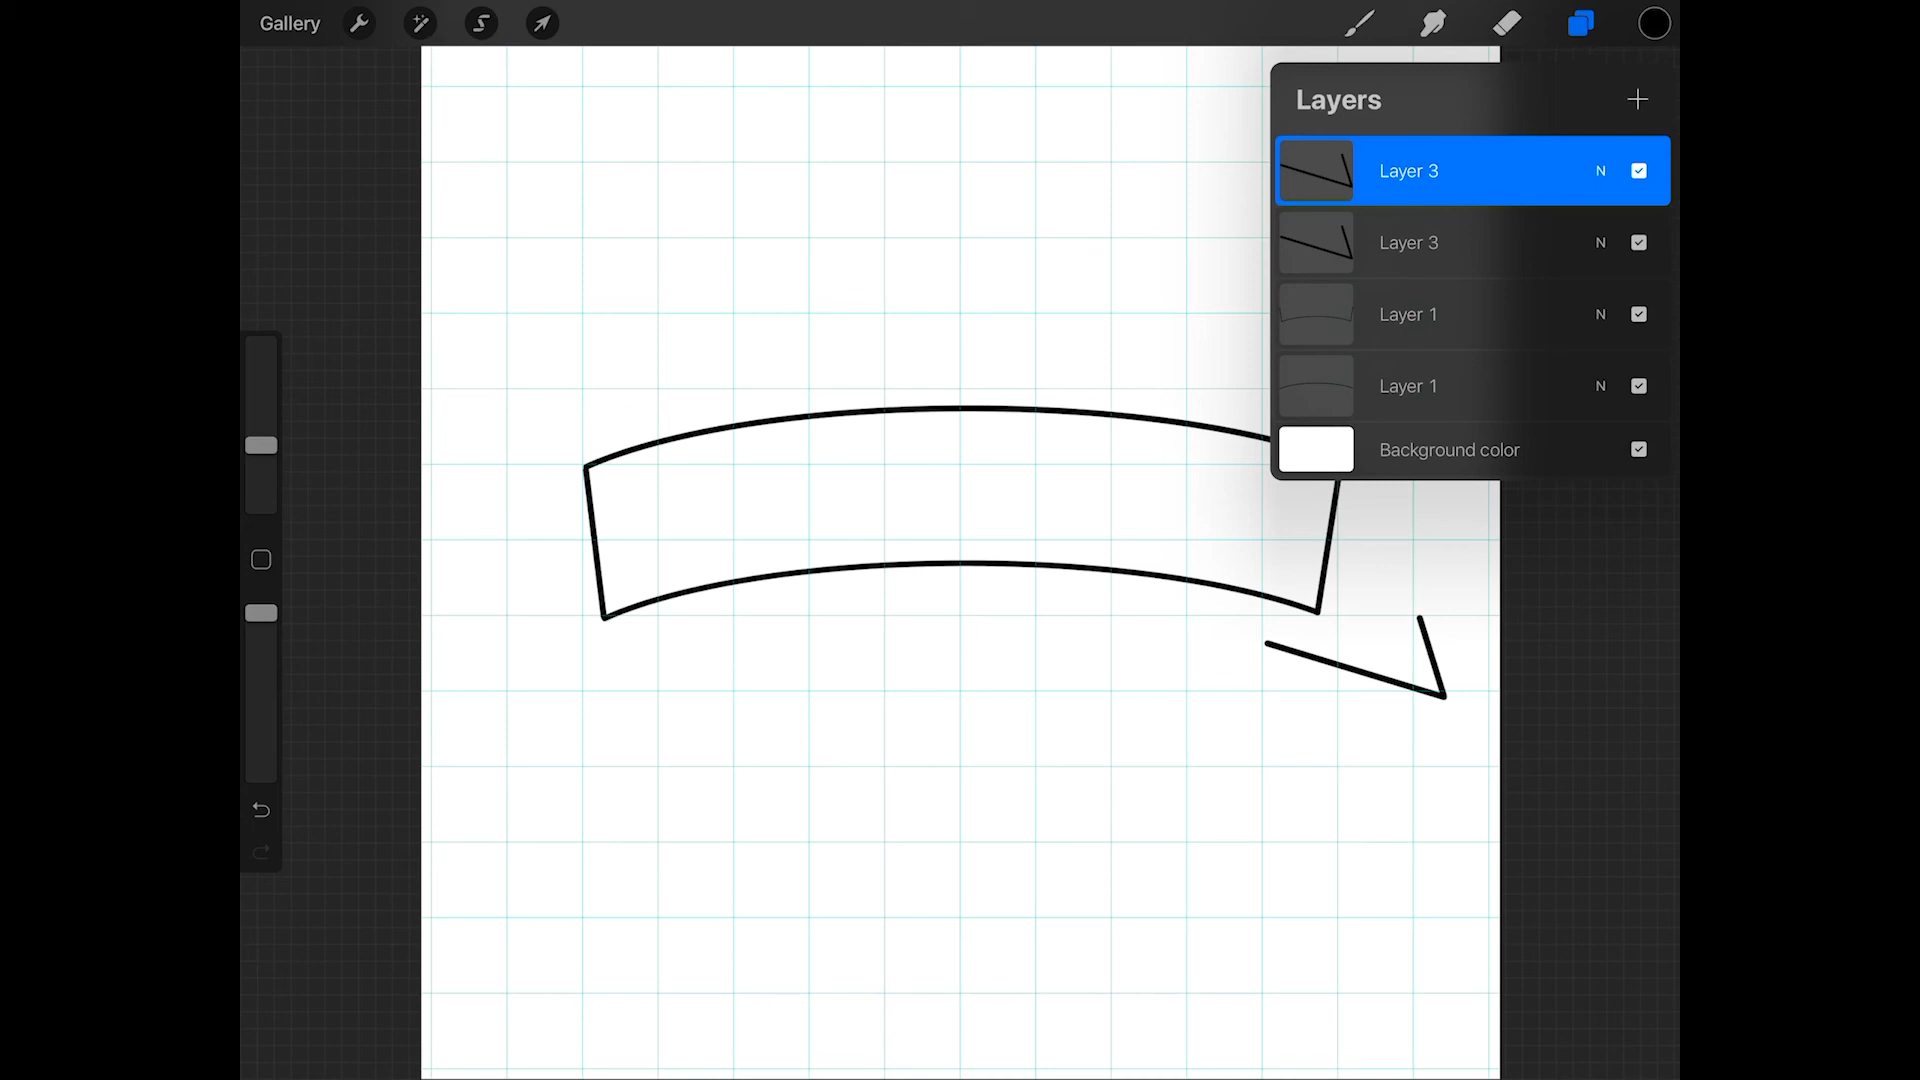 Gallery
Layers
Layer 3 N
Layer 3 N
Layer 1 N
Layer 1 N
Background color